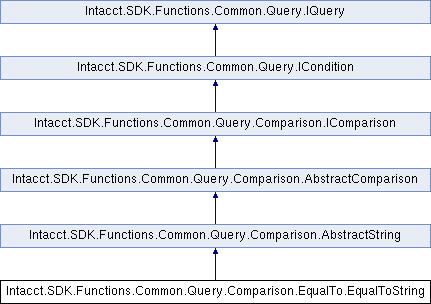 Intacct.SDK.Functions.Common.Query.IQuery
Intacct.SDK.Functions.Common.Query.ICondition
Intacct.SDK.Functions.Common.Query.Comparison.IComparison
Intacct.SDK.Functions.Common.Query.Comparison.AbstractComparison
Intacct.SDK.Functions.Common.Query.Comparison.AbstractString
Intacct.SDK.Functions.Common.Query.Comparison.EqualTo.EqualToString